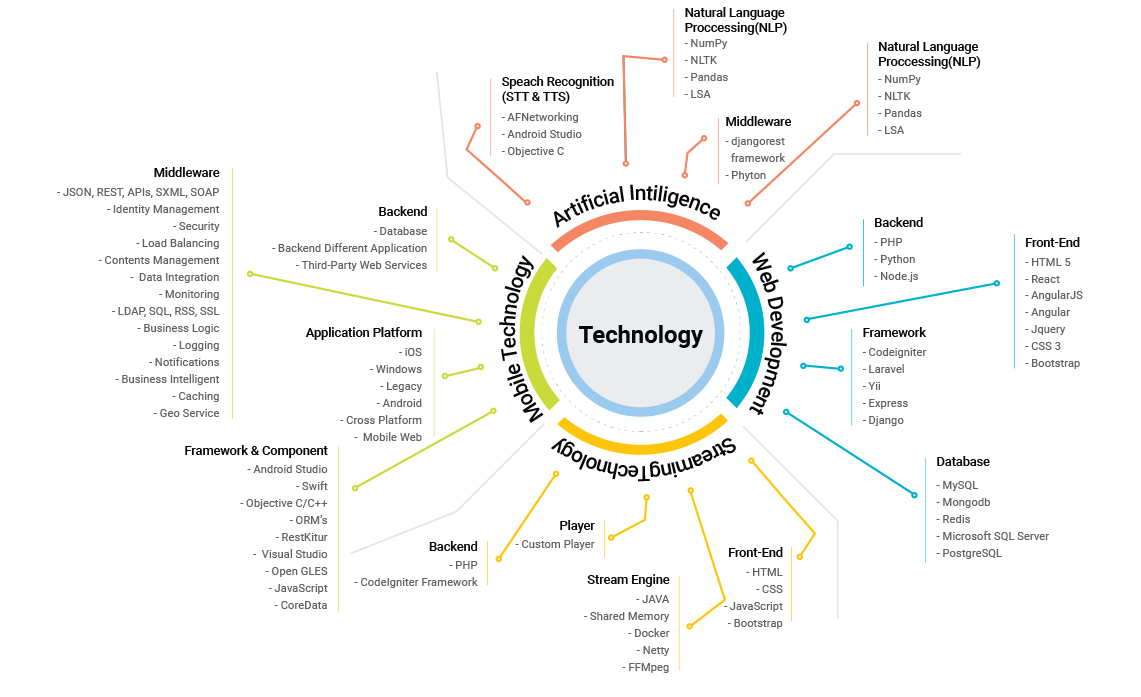 Technology
Artificial Intiligence
Speach Recognition
(STT & TTS)
- AFNetworking
- Android Studio
- Objective C
Natural Language
Proccessing(NLP)
- NumPy
- NLTK
- Pandas
- LSA
Middleware
- djangorest
framework
- Phyton
Natural Language
Proccessing(NLP)
- NumPy
- NLTK
- Pandas
- LSA
Web Development
Backend
- PHP
- Python
- Node.js
Front-End
- HTML 5
- React
- AngularJS
- Angular
- Jquery
- CSS 3
- Bootstrap
Framework
- Codeigniter
- Laravel
- Yii
- Express
- Django
Database
- MySQL
- Mongodb
- Redis
- Microsoft SQL Server
- PostgreSQL
StreamingTechnology
Front-End
- HTML
- CSS
- JavaScript
- Bootstrap
Stream Engine
- JAVA
- Shared Memory
- Docker
- Netty
- FFMpeg
Player
- Custom Player
Backend
- PHP
- CodeIgniter Framework
Mobile Technology
Middleware
- JSON, REST, APIs, SXML, SOAP
- Identity Management
- Security
- Load Balancing
- Contents Management
- Data Integration
- Monitoring
- LDAP, SQL, RSS, SSL
- Business Logic
- Logging
- Notifications
- Business Intelligent
- Caching
- Geo Service
Backend
- Database
- Backend Different Application
- Third-Party Web Services
Application Platform
- iOS
- Windows
- Legacy
- Android
- Cross Platform
- Mobile Web
Framework & Component
- Android Studio
- Swift
- Objective C/C++
- ORM's
- RestKitur
- Visual Studio
- Open GLES
- JavaScript
- CoreData